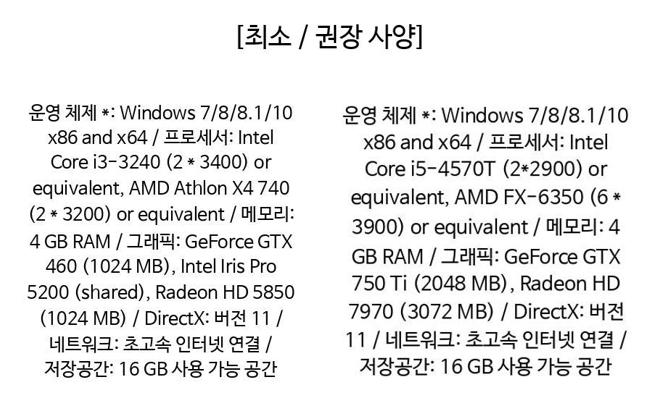 [최소 / 권장 사양]
운영 체제 *: Windows 7/8/8.1/10
x86 and x64 / 프로세서: Intel
Core i3-3240 (2 * 3400) or
equivalent, AMD Athlon X4 740
(2 * 3200) or equivalent / 메모리:
4 GB RAM / 그래픽: GeForce GTX
460 (1024 MB), Intel Iris Pro
5200 (shared), Radeon HD 5850
(1024 MB) / DirectX: 버전 11 /
네트워크: 초고속 인터넷 연결 /
저장공간: 16 GB 사용 가능 공간
운영 체제 *: Windows 7/8/8.1/10
x86 and x64 / 프로세서: Intel
Core i5-4570T (2*2900) or
equivalent, AMD FX-6350 (6 *
3900) or equivalent / 메모리: 4
GB RAM / 그래픽: GeForce GTX
750 Ti (2048 MB), Radeon HD
7970 (3072 MB) / DirectX: 버전
11 / 네트워크: 초고속 인터넷 연결 /
저장공간: 16 GB 사용 가능 공간